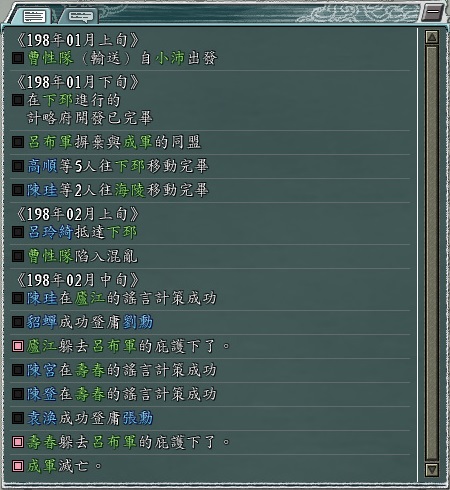 《198年01月上旬》
曹性隊（輸送）自小沛出發
《198年01月下旬》
在下邳進行的
計略府開發已完畢
呂布軍摒棄與成軍的同盟
高順等5人往下邳移動完畢
陳珪等2人往海陵移動完畢
《198年02月上旬》
呂玲綺抵達下邳
曹性隊陷入混亂
《198年02月中旬》
陳珪在廬江的謠言計策成功
貂蟬成功登庸劉勳
廬江躲去呂布軍的庇護下了。
陳宮在壽春的謠言計策成功
陳登在壽春的謠言計策成功
袁渙成功登庸張勳
壽春躲去呂布軍的庇護下了。
成軍滅亡。